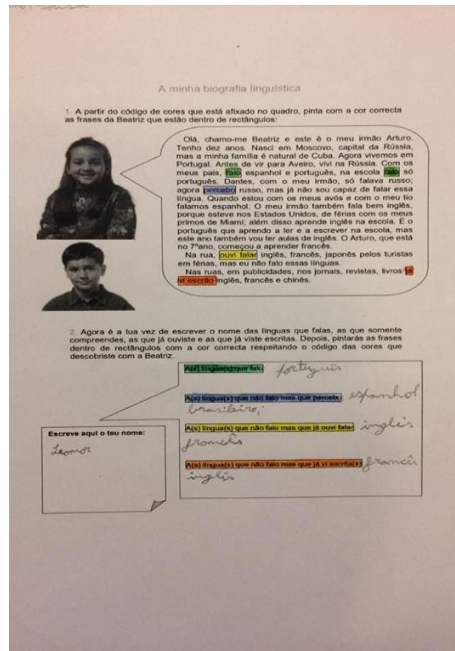 A minha biografia linguística
1. A partir do código de cores que está afixado no quadro, pinta com a cor correcta
as frases da Beatriz que estão dentro de rectângulos:
Olá, chamo-me Beatriz e este é o meu irmão Arturo.
Tenho dez anos. Nasci em Moscovo, capital da Rússia,
mas a minha família é natural de Cuba. Agora vivemos em
Portugal. Antes de vir para Aveiro, vivi na Rússia. Com os
meus pais, falo espanhol e português, na escola falo só
português. Dantes, com o meu irmão, só falava russo;
agora percebo russo, mas já não sou capaz de falar essa
língua. Quando estou com os meus avós e com o meu tio
falamos espanhol. O meu irmão também fala bem inglês,
porque esteve nos Estados Unidos, de férias com os meus
primos de Miami; além disso aprende inglês na escola. É o
português que aprendo a ler e a escrever na escola, mas
este ano também vou ter aulas de inglês. O Arturo, que está
no 7ºano, começou a aprender francês.
Na rua, ouvi falar inglês, francês, japonês pelos turistas
em férias, mas eu não falo essas línguas.
Nas ruas, em publicidades, nos jornais, revistas, livros já
vi escrito inglês, francês e chinês.
2. Agora é a tua vez de escrever o nome das línguas que falas, as que somente
compreendes, as que já ouviste e as que já viste escritas. Depois, pintarás as frases
dentro de rectângulos com a cor correcta respeitando o código das cores que
descobriste com a Beatriz.
A(s) língua(s) que falo: português
A(s) língua(s) que não falo mas que percebo: espanhol
brasileiro;
A(s) língua(s) que não falo mas que já ouvi falar: inglês
francês
A(s) língua(s) que não falo mas que já vi escrita(s): francês
inglês
Escreve aqui o teu nome:
Leonor